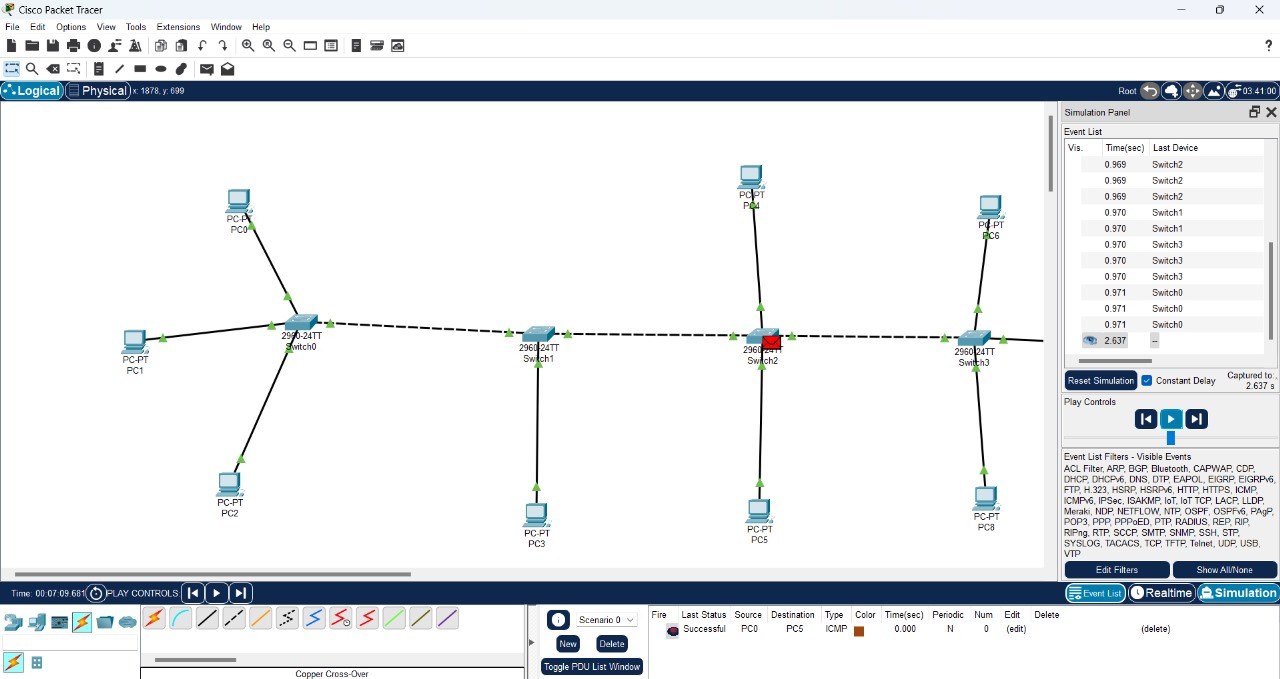 Cisco Packet Tracer
File Edit Options View Tools Extensions Window Help
?
Logical Physical x: 1878, y: 699
Root 03:41:00
Simulation Panel
Event List
Vis. Time(sec) Last Device
0.969 Switch2
0.969 Switch2
0.969 Switch2
0.970 Switch1
0.970 Switch1
0.970 Switch3
0.970 Switch3
0.970 Switch3
0.971 Switch0
0.971 Switch0
0.971 Switch0
2.637 --
Reset Simulation Constant Delay Captured to:
2.637 s
Play Controls
Event List Filters - Visible Events
ACL Filter, ARP, BGP, Bluetooth, CAPWAP, CDP,
DHCP, DHCPv6, DNS, DTP, EAPOL, EIGRP, EIGRPv6,
FTP, H.323, HSRP, HSRPv6, HTTP, HTTPS, ICMP,
ICMPv6, IPSec, ISAKMP, IoT, IoT TCP, LACP, LLDP,
Meraki, NDP, NETFLOW, NTP, OSPF, OSPFv6, PAgP,
POP3, PPP, PPPoED, PTP, RADIUS, REP, RIP,
RIPng, RTP, SCCP, SMTP, SNMP, SSH, STP,
SYSLOG, TACACS, TCP, TFTP, Telnet, UDP, USB,
VTP
Edit Filters Show All/None
Event List Realtime Simulation
PC-PT
PC0
PC-PT
PC1
PC-PT
PC2
2960-24TT
Switch0
2960-24TT
Switch1
PC-PT
PC3
PC-PT
PC4
2960-24TT
Switch2
PC-PT
PC5
PC-PT
PC6
2960-24TT
Switch3
PC-PT
PC8
Time: 00:07:09.681 PLAY CONTROLS:
Copper Cross-Over
Scenario 0
New Delete
Toggle PDU List Window
Fire Last Status Source Destination Type Color Time(sec) Periodic Num Edit Delete
Successful PC0 PC5 ICMP 0.000 N 0 (edit) (delete)